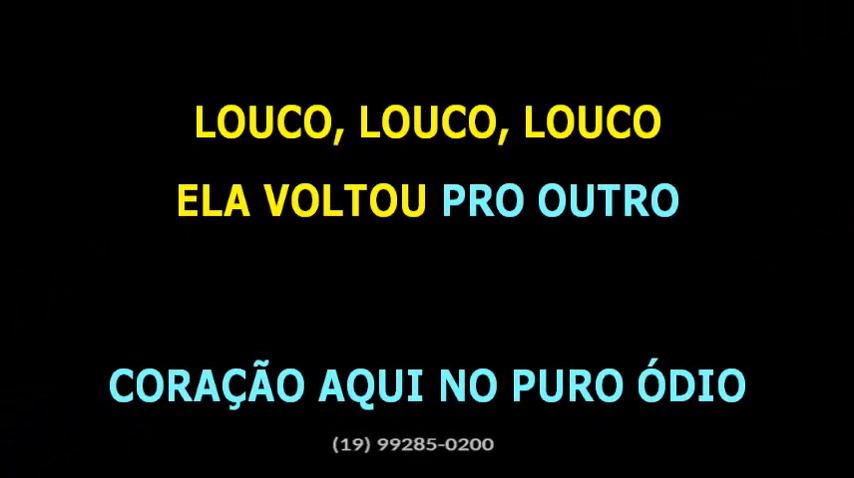 LOUCO, LOUCO, LOUCO
ELA VOLTOU PRO OUTRO
CORAÇÃO AQUI NO PURO ÓDIO
(19) 99285-0200